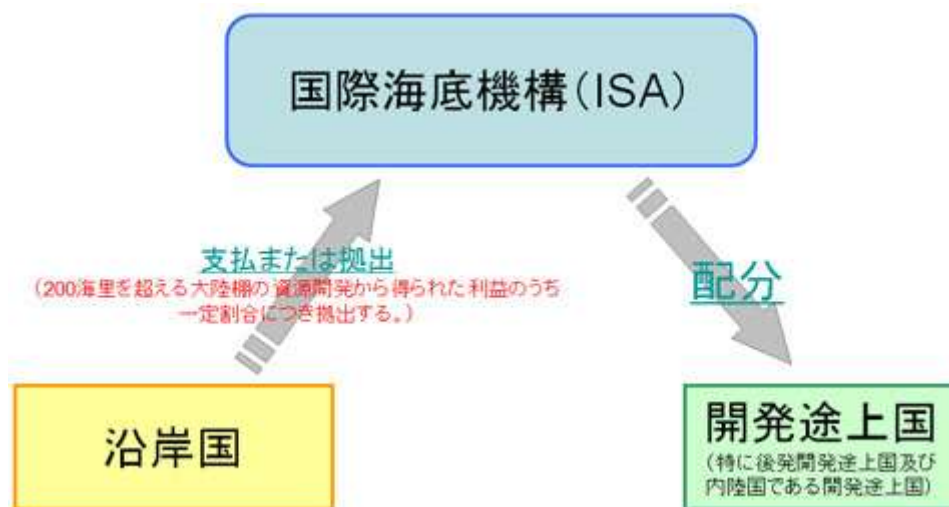 国際海底機構(ISA)
支払または拠出
(200海里を超える大陸棚の資源開発から得られた利益のうち
一定割合につき拠出する。)
配分
沿岸国
開発途上国
(特に後発開発途上国及び
内陸国である開発途上国)